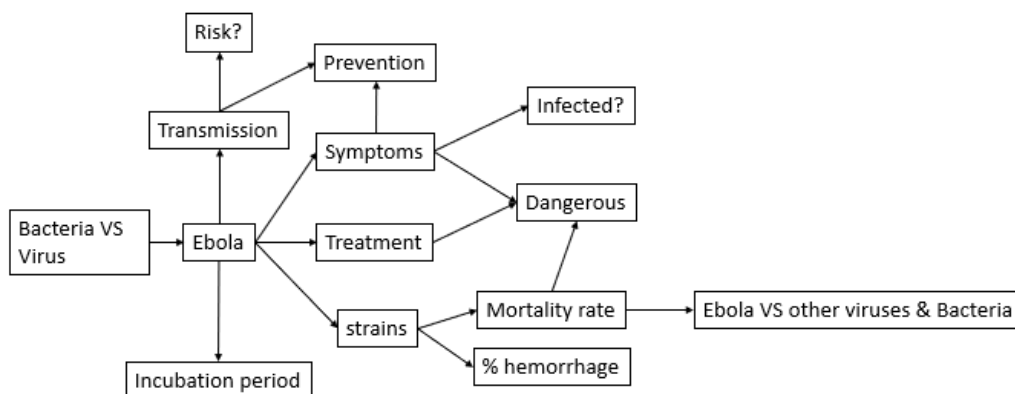 Risk?
Prevention
Infected?
Transmission
Symptoms
Dangerous
Bacteria VS
Virus
Ebola
Treatment
strains
Mortality rate
Ebola VS other viruses & Bacteria
% hemorrhage
Incubation period